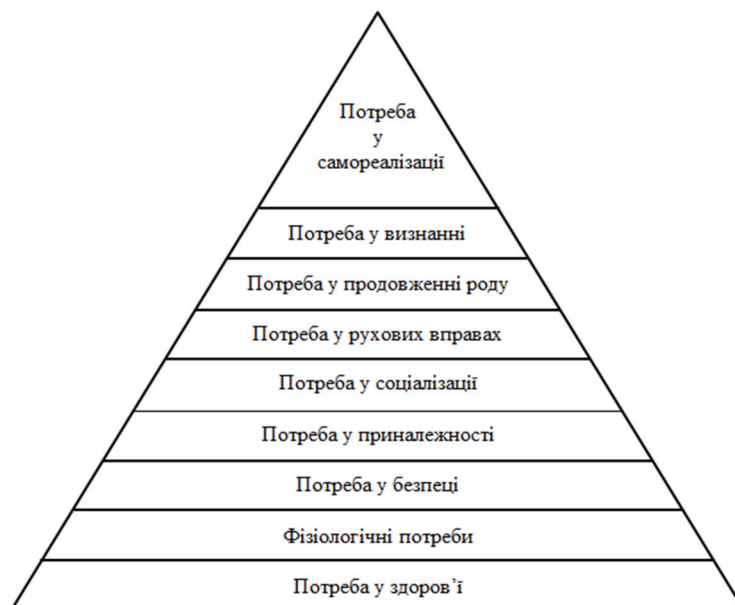 Потреба
у
самореалізації
Потреба у визнанні
Потреба у продовженні роду
Потреба у рухових вправах
Потреба у соціалізації
Потреба у приналежності
Потреба у безпеці
Фізіологічні потреби
Потреба у здоров’ї